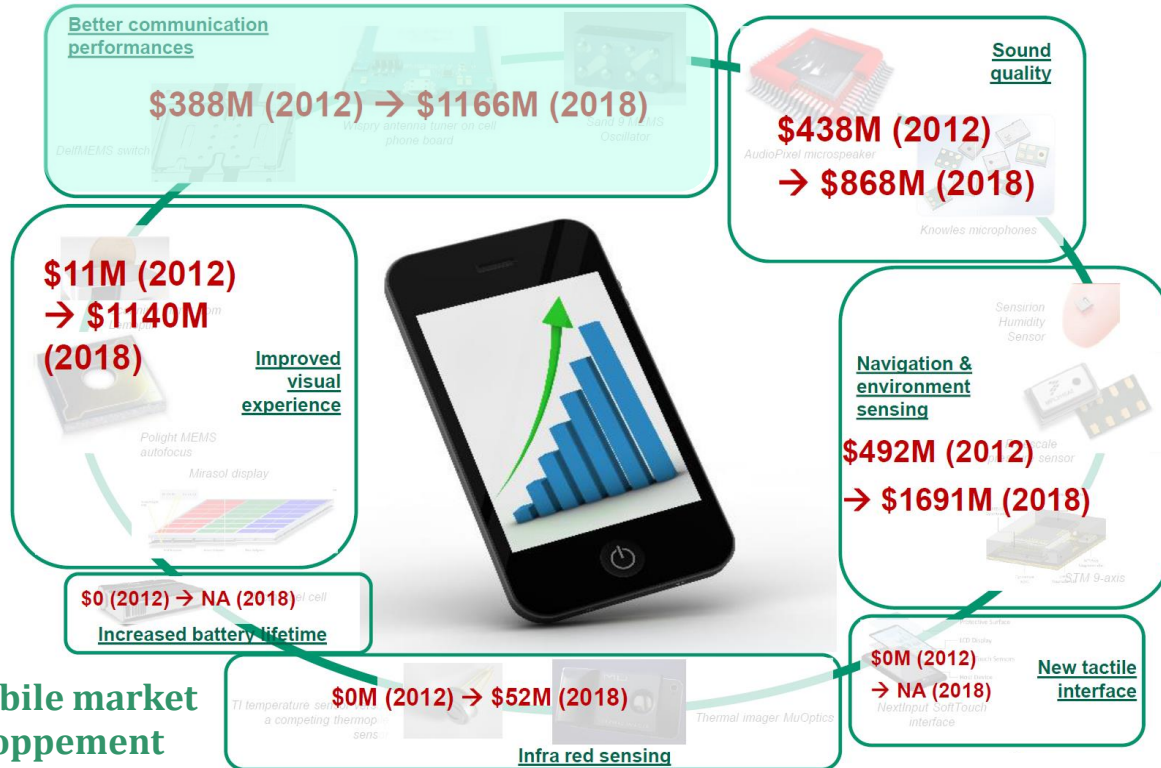 Better communication
performances
$388M (2012) → $1166M (2018)
DelfMEMS switch
Wispry antenna tuner on cell
phone board
Sand 9 MEMS
Oscillator
Sound
quality
$438M (2012)
→ $868M (2018)
AudioPixel microspeaker
Knowles microphones
$11M (2012)
→ $1140M
(2018)
Improved
visual
experience
Polight MEMS
autofocus
Mirasol display
Sensirion
Humidity
Sensor
Navigation &
environment
sensing
sensor
$492M (2012)
→ $1691M (2018)
STM 9-axis
$0 (2012) → NA (2018)
cell
Increased battery lifetime
$0M (2012)
→ NA (2018)
New tactile
interface
NextInput SoftTouch
interface
TI temperature
a competing thermop
sens
$0M (2012) → $52M (2018)
Thermal imager MuOptics
Infra red sensing
bile market
oppement